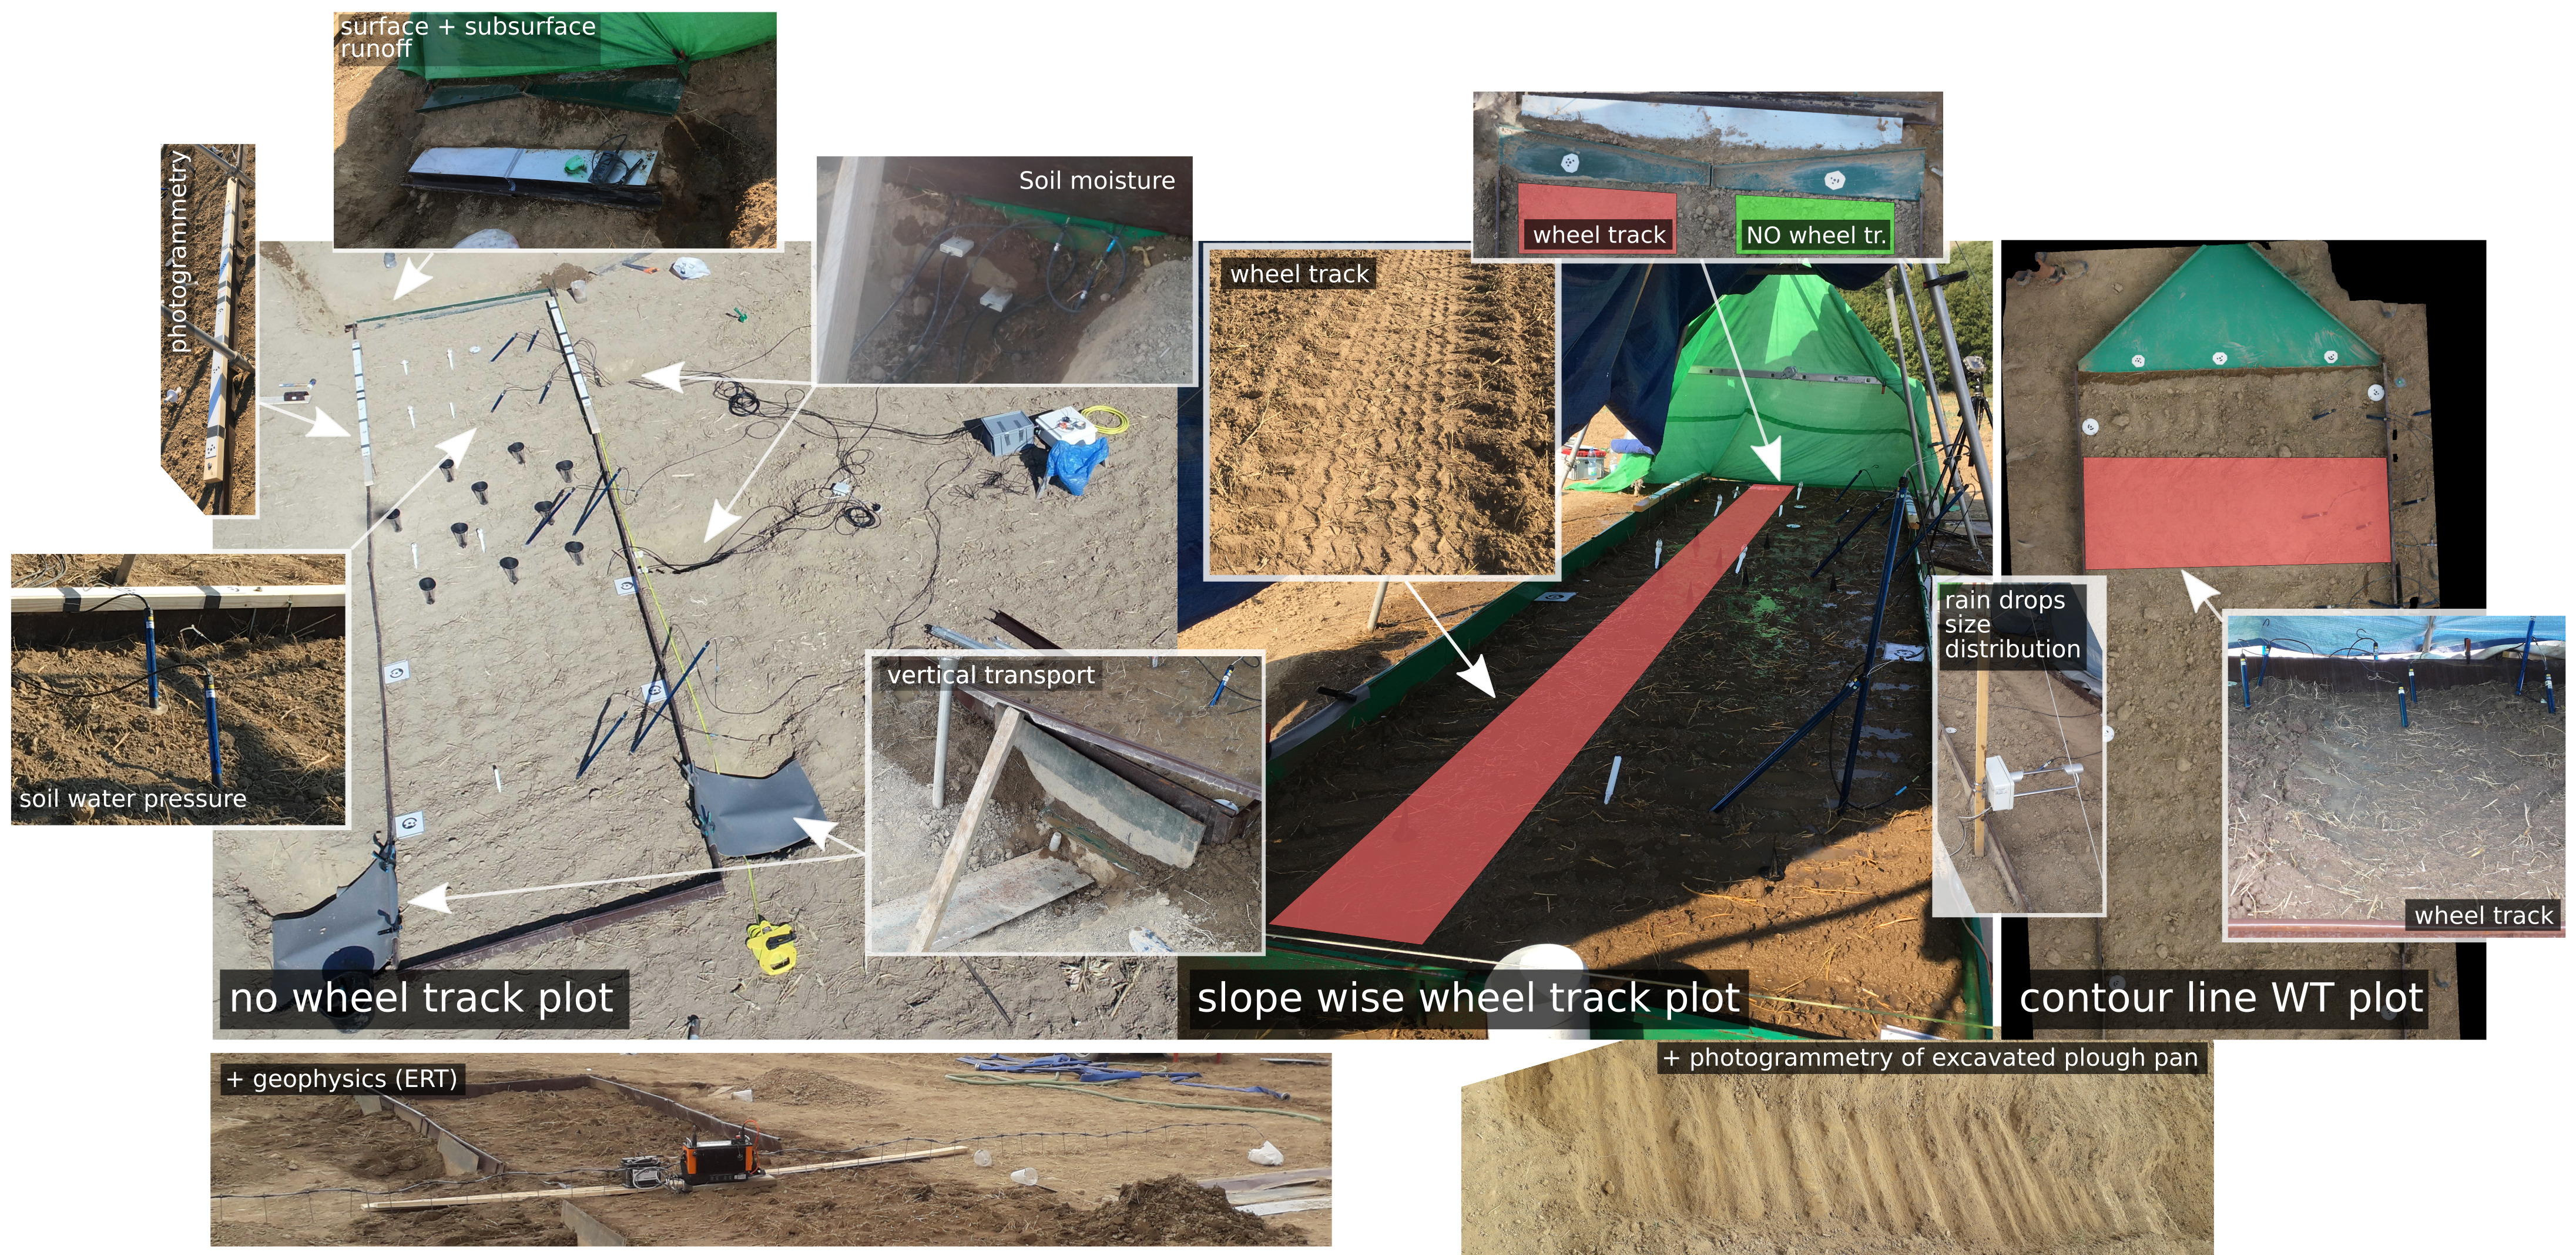 surface + subsurface
runoff
photogrammetry
Soil moisture
wheel track
NO wheel tr.
wheel track
soil water pressure
vertical transport
rain drops
size
distribution
wheel track
no wheel track plot
slope wise wheel track plot
contour line WT plot
+ geophysics (ERT)
+ photogrammetry of excavated plough pan